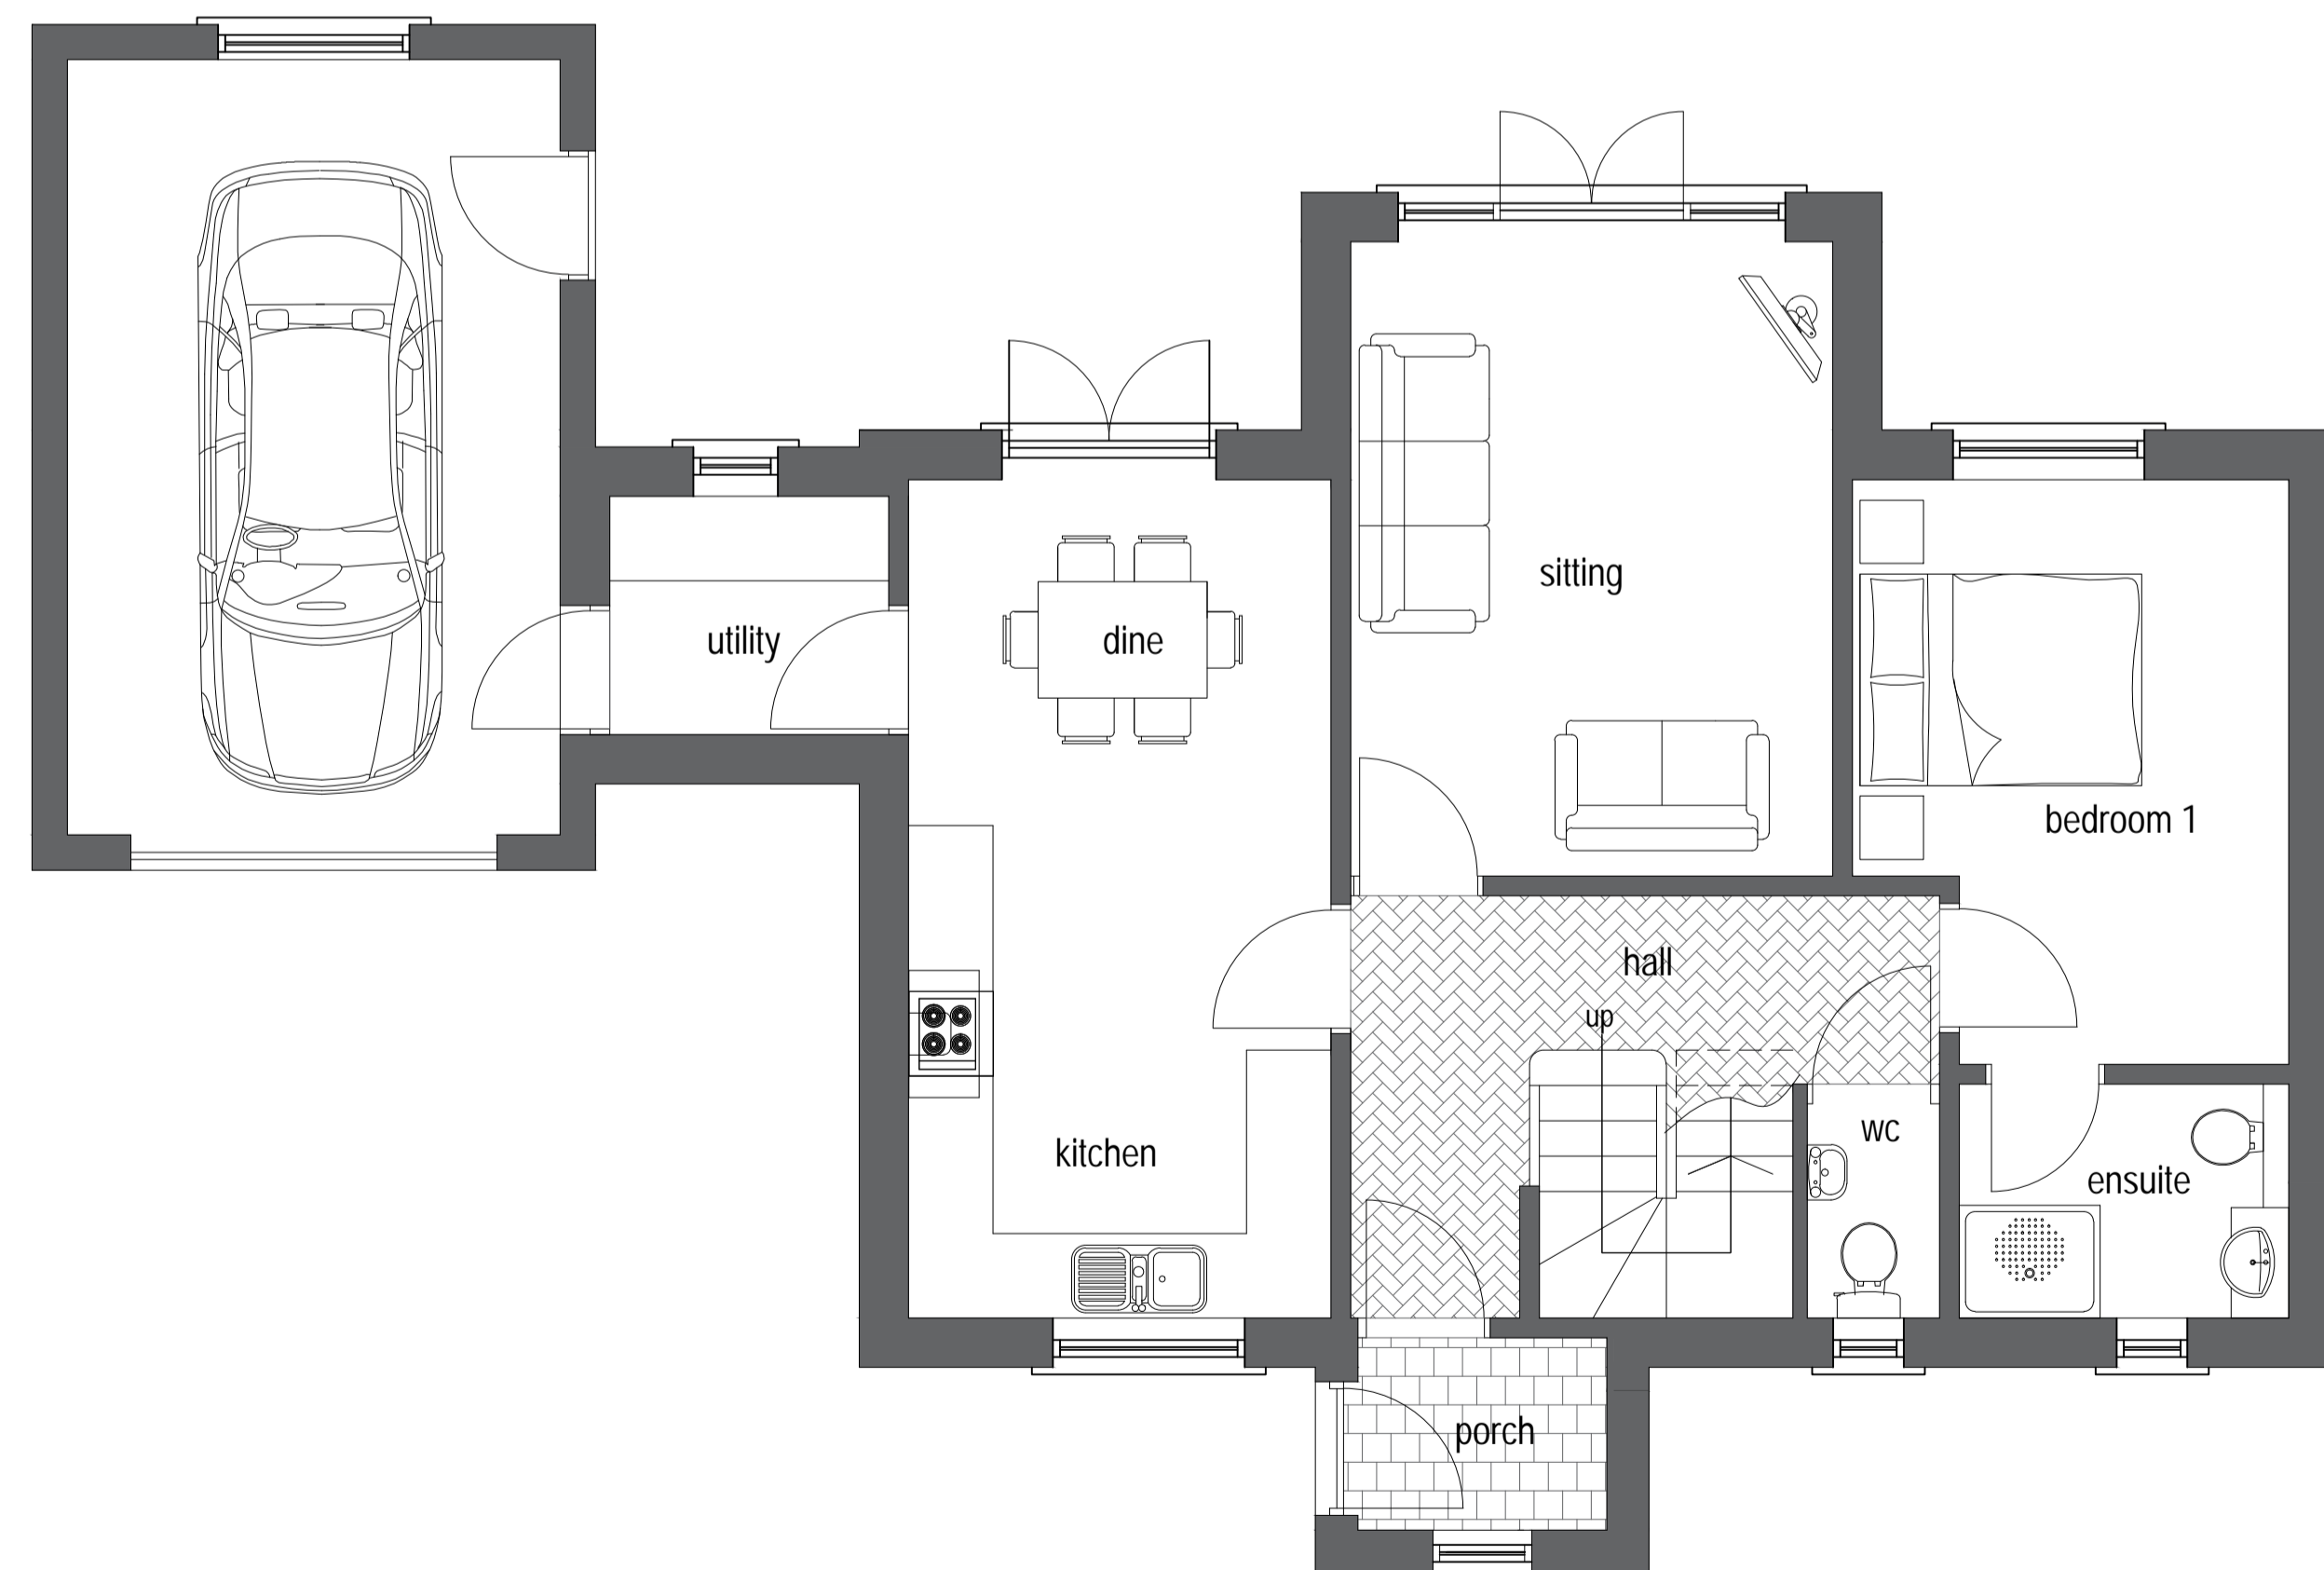 sitting
utility
dine
bedroom 1
hall
up
wc
kitchen
ensuite
porch